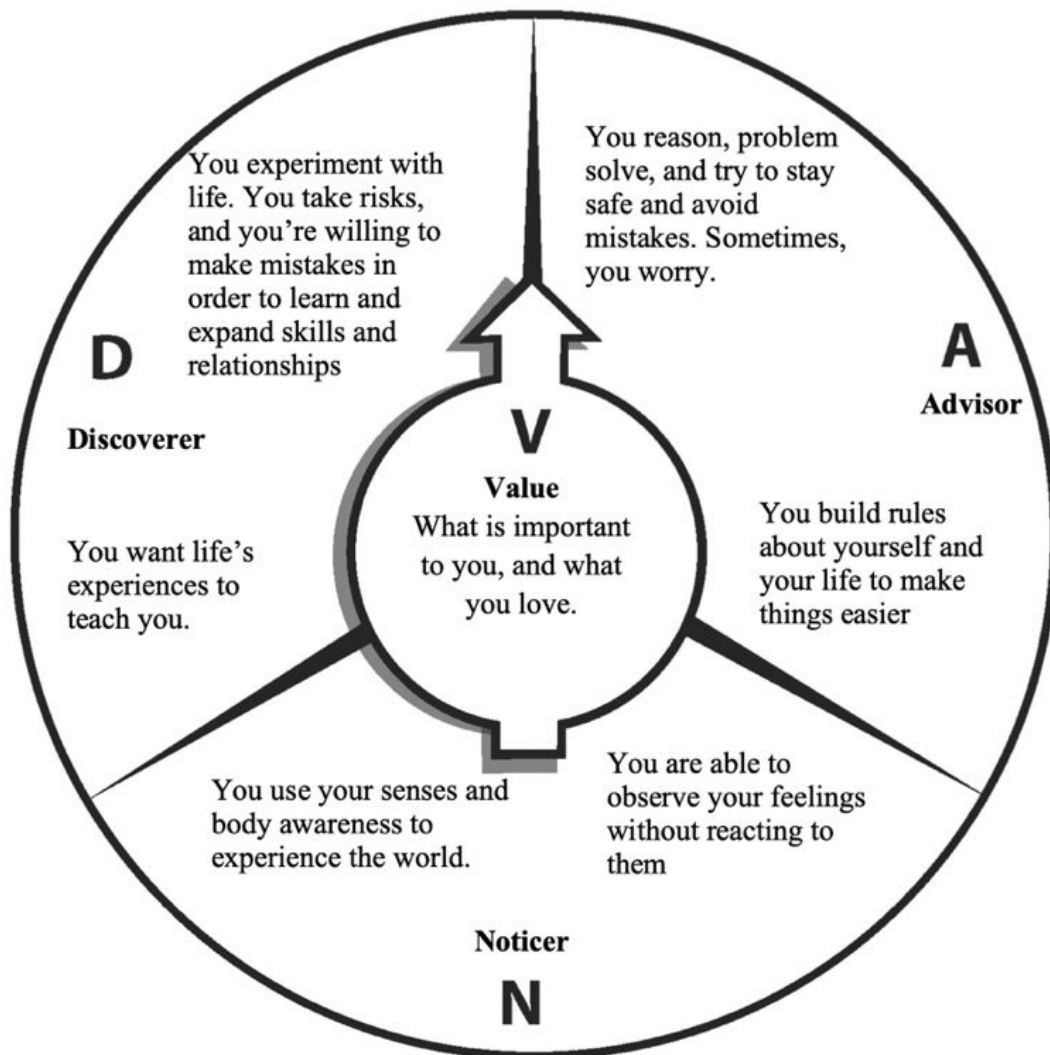 You experiment with
life. You take risks,
and you're willing to
make mistakes in
order to learn and
expand skills and
relationships
D
Discoverer
You want life's
experiences to
teach you.
You reason, problem
solve, and try to stay
safe and avoid
mistakes. Sometimes,
you worry.
A
Advisor
You build rules
about yourself and
your life to make
things easier
V
Value
What is important
to you, and what
you love.
You use your senses and
body awareness to
experience the world.
You are able to
observe your feelings
without reacting to
them
Noticer
N